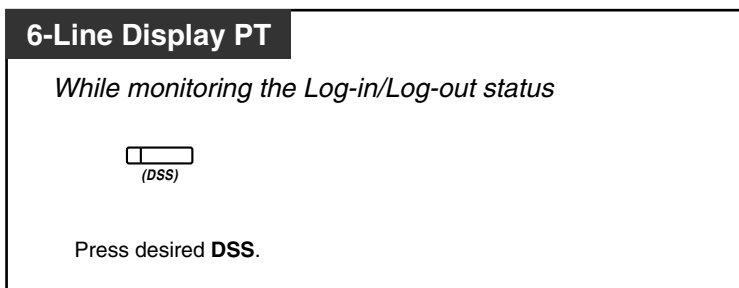 6-Line Display PT
While monitoring the Log-in/Log-out status
(DSS)
Press desired DSS.